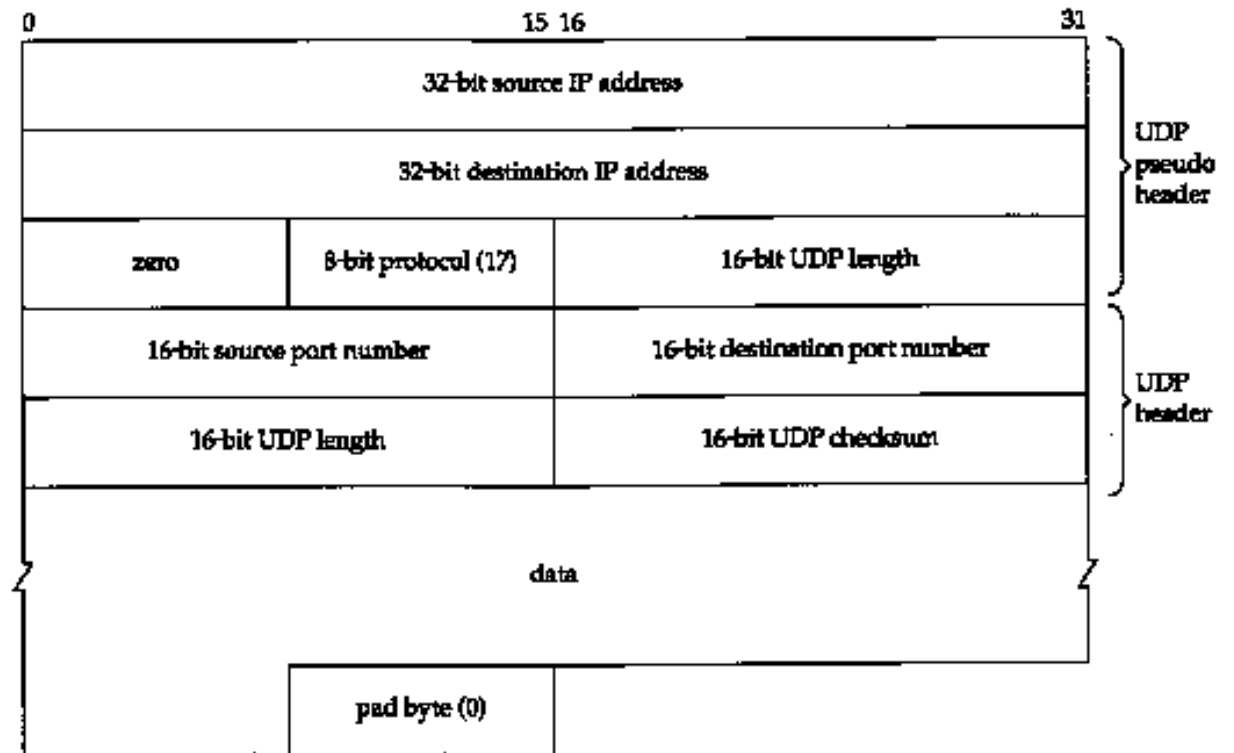 0 15 16 31
32-bit source IP address
32-bit destination IP address
UDP
pseudo
header
zero 8-bit protocol (17) 16-bit UDP length
16-bit source port number 16-bit destination port number
16-bit UDP length 16-bit UDP checksum
UDP
header
data
pad byte (0)